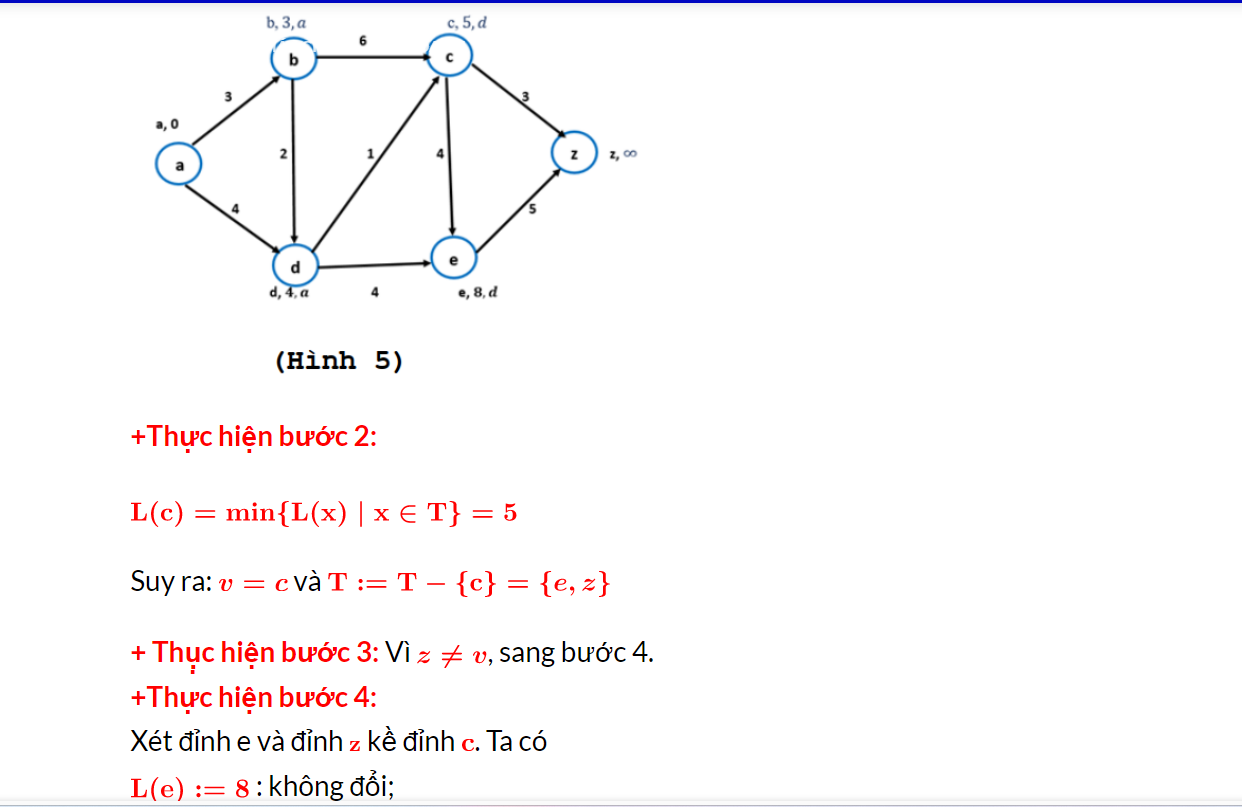 b, 3, a
c, 5, d
6
b
c
3
3
a, 0
2
1
4
z
z, ∞
a
4
5
d
e
d, 4, a
4
e, 8, d
(Hình 5)
+Thực hiện bước 2:
L(c) = min{L(x) | x ∈ T} = 5
Suy ra: v = c và T := T − {c} = {e, z}
+ Thụ̣c hiện bước 3: Vì z ≠ v, sang bước 4.
+Thực hiện bước 4:
Xét đỉnh e và đỉnh z kề đỉnh c. Ta có
L(e) := 8 : không đổi;